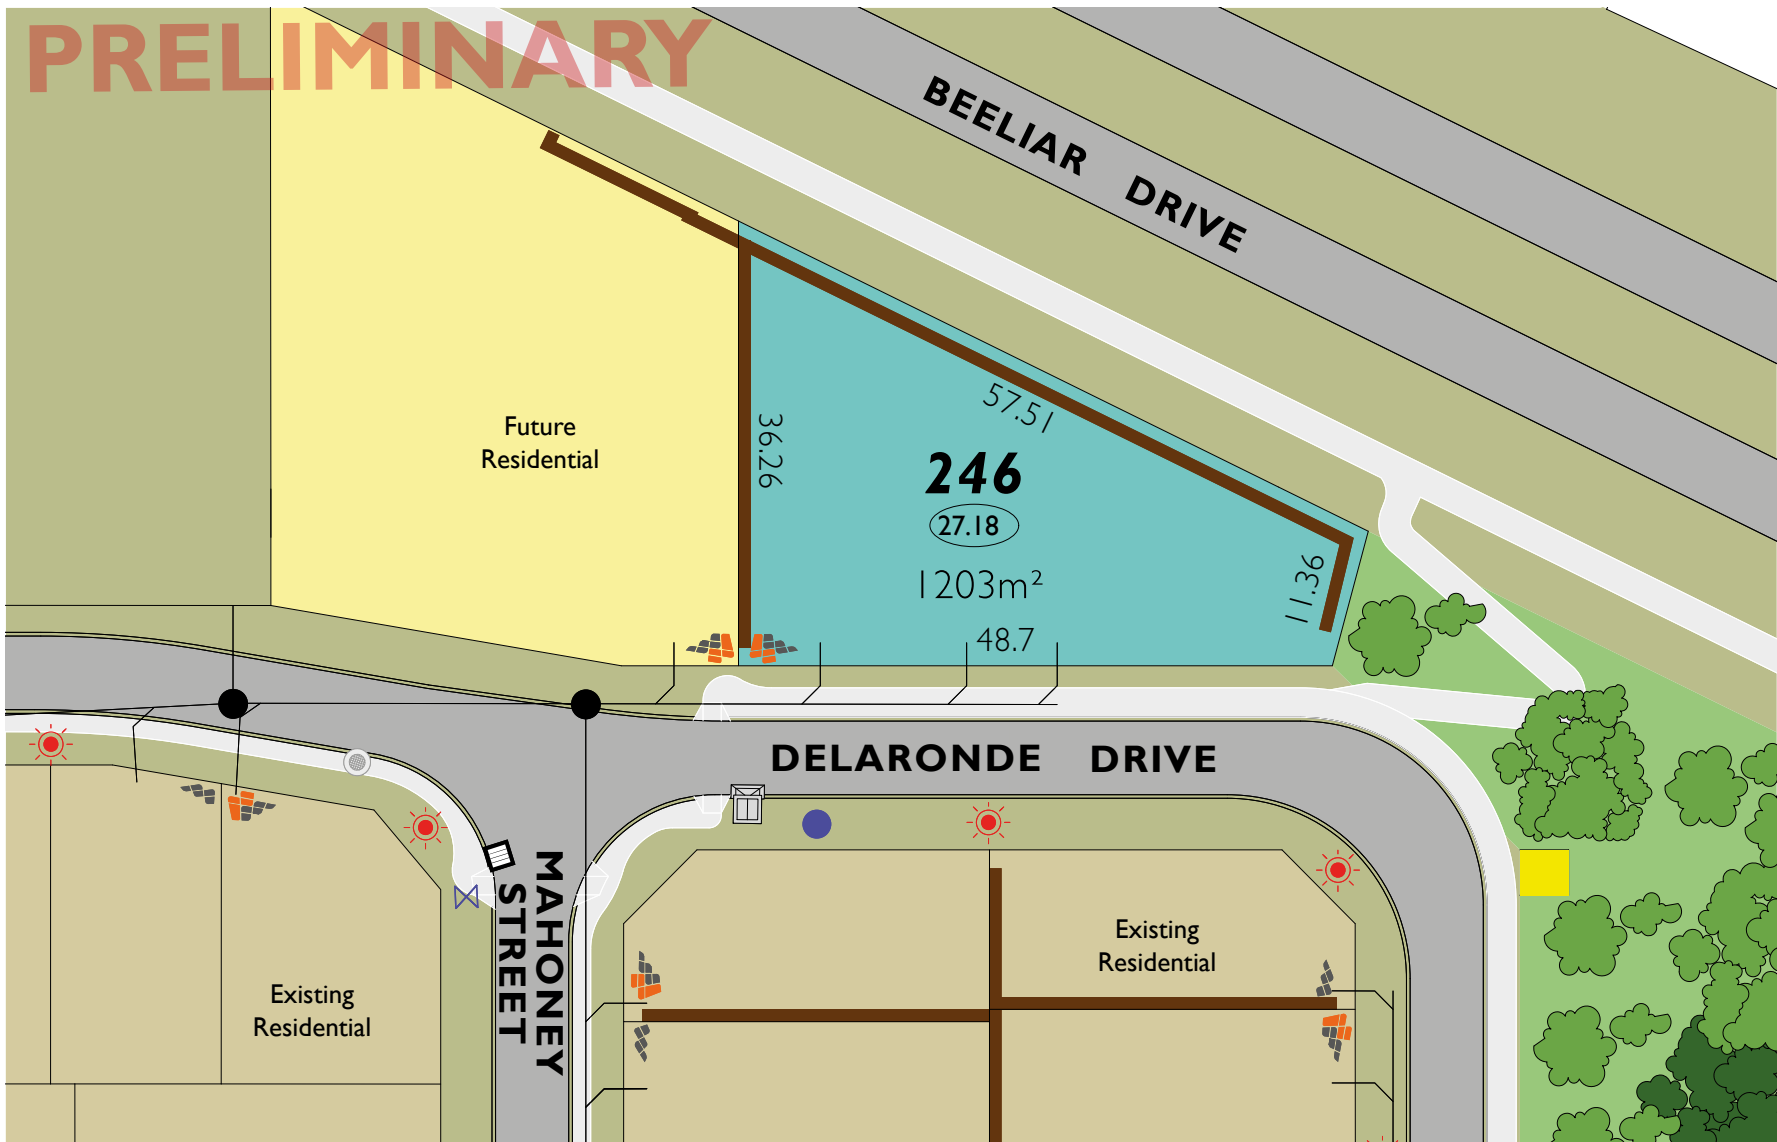 PRELIMINARY
BEELIAR DRIVE
Future
Residential
57.51
36.26
246
27.18
1203m²
11.36
48.7
DELARONDE DRIVE
MAHONEY
STREET
Existing
Residential
Existing
Residential